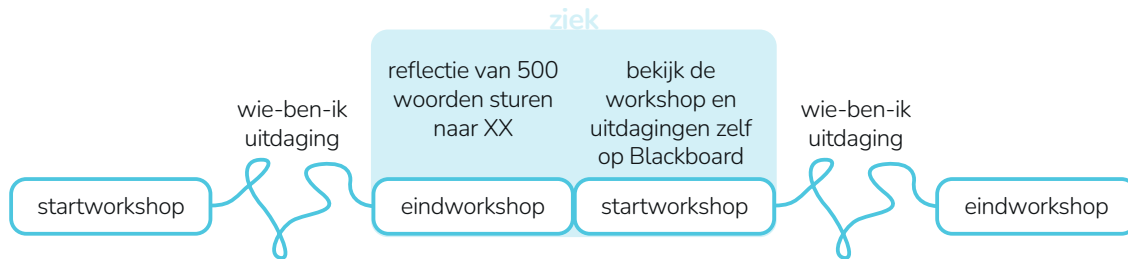 ziek
reflectie van 500
woorden sturen
naar XX
bekijk de
workshop en
uitdagingen zelf
op Blackboard
wie-ben-ik
uitdaging
wie-ben-ik
uitdaging
startworkshop
eindworkshop
startworkshop
eindworkshop